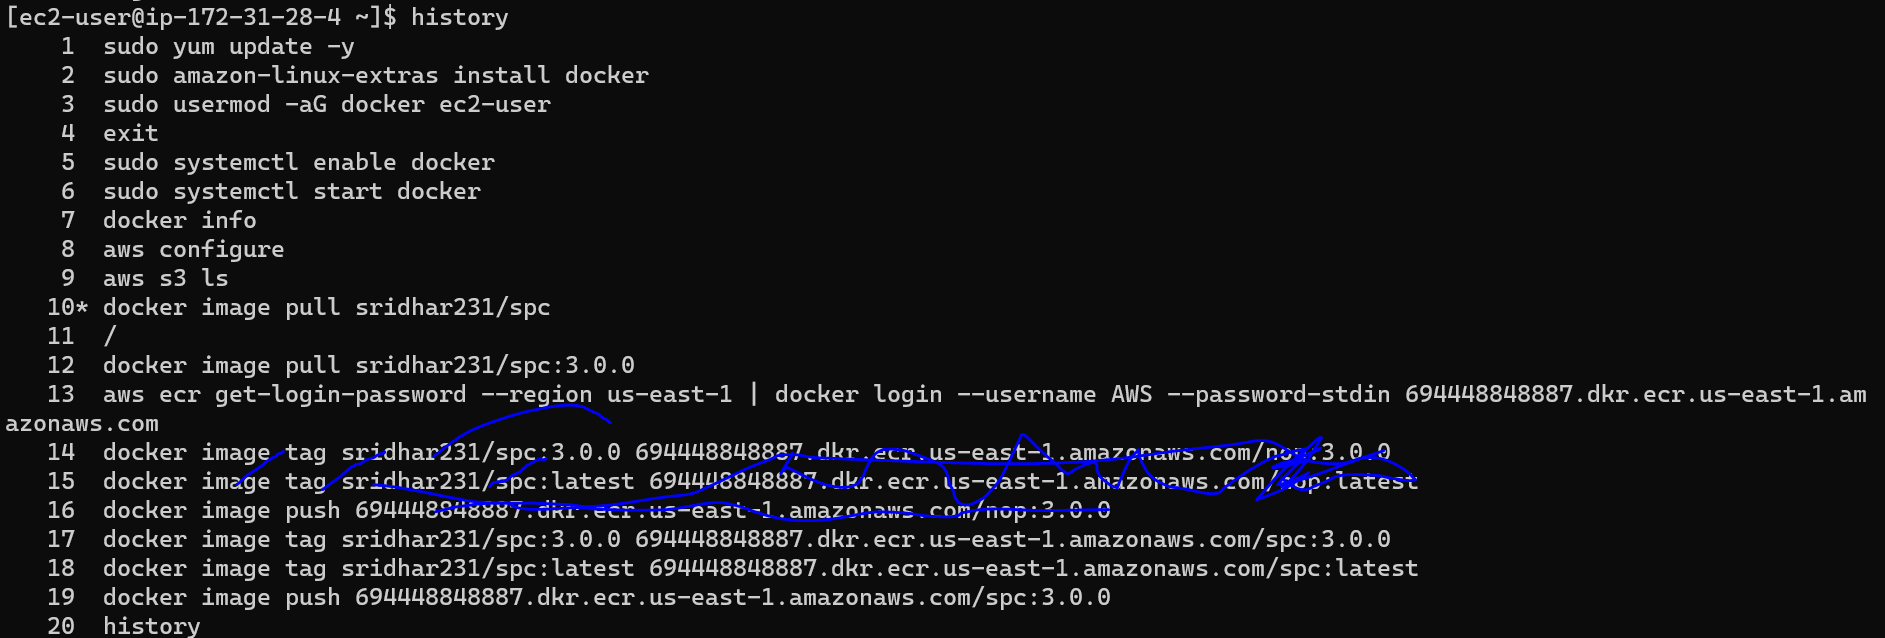 [ec2-user@ip-172-31-28-4 ~]$ history
1 sudo yum update -y
2 sudo amazon-linux-extras install docker
3 sudo usermod -aG docker ec2-user
4 exit
5 sudo systemctl enable docker
6 sudo systemctl start docker
7 docker info
8 aws configure
9 aws s3 ls
10* docker image pull sridhar231/spc
11 /
12 docker image pull sridhar231/spc:3.0.0
13 aws ecr get-login-password --region us-east-1 | docker login --username AWS --password-stdin 694448848887.dkr.ecr.us-east-1.am
azonaws.com
14 docker image tag sridhar231/spc:3.0.0 694448848887.dkr.ecr.us-east-1.amazonaws.com/nop:3.0.0
15 docker image tag sridhar231/spc:latest 694448848887.dkr.ecr.us-east-1.amazonaws.com/nop:latest
16 docker image push 694448848887.dkr.ecr.us-east-1.amazonaws.com/nop:3.0.0
17 docker image tag sridhar231/spc:3.0.0 694448848887.dkr.ecr.us-east-1.amazonaws.com/spc:3.0.0
18 docker image tag sridhar231/spc:latest 694448848887.dkr.ecr.us-east-1.amazonaws.com/spc:latest
19 docker image push 694448848887.dkr.ecr.us-east-1.amazonaws.com/spc:3.0.0
20 history